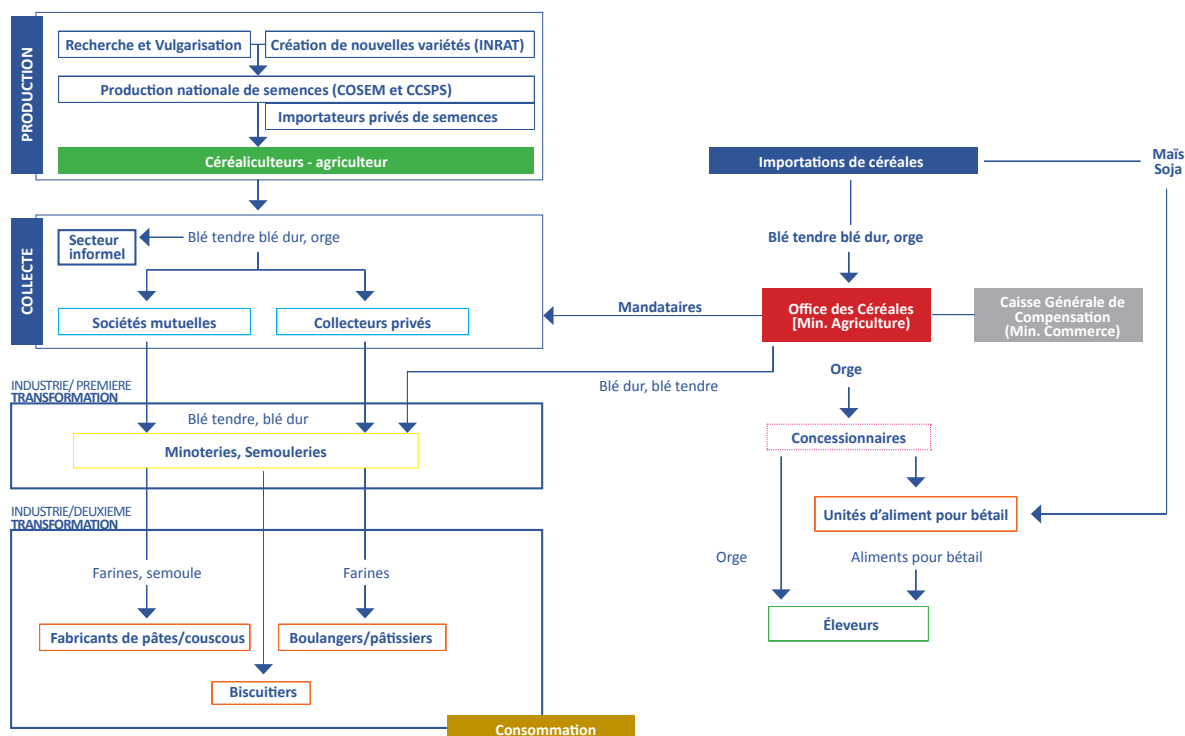 PRODUCTION
Recherche et Vulgarisation
Création de nouvelles variétés (INRAT)
Production nationale de semences (COSEM et CCSPS)
Importateurs privés de semences
Céréaliculteurs - agriculteur
Importations de céréales
Maïs
Soja
COLLECTE
Secteur
informel
Blé tendre blé dur, orge
Blé tendre blé dur, orge
Sociétés mutuelles
Collecteurs privés
Mandataires
Office des Céréales
[Min. Agriculture)
Caisse Générale de
Compensation
(Min. Commerce)
INDUSTRIE/ PREMIERE
TRANSFORMATION
Blé dur, blé tendre
Orge
Blé tendre, blé dur
Minoteries, Semouleries
Concessionnaires
INDUSTRIE/DEUXIEME
TRANSFORMATION
Unités d'aliment pour bétail
Farines, semoule
Farines
Orge
Aliments pour bétail
Fabricants de pâtes/couscous
Boulangers/pâtissiers
Éleveurs
Biscuitiers
Consommation